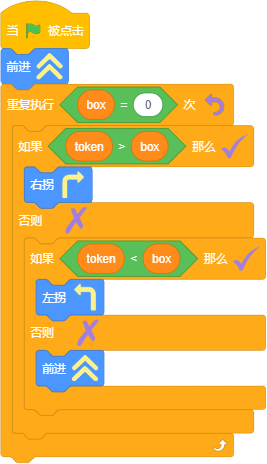 当 被点击
前进
重复执行 box = 0 次
如果 token > box 那么
右拐
否则
如果 token < box 那么
左拐
否则
前进